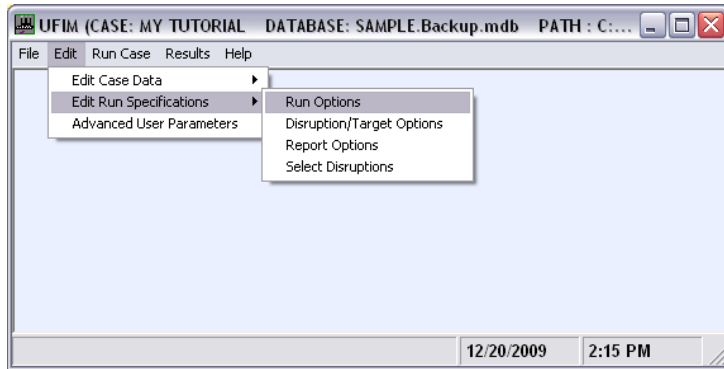 UFIM (CASE: MY TUTORIAL DATABASE: SAMPLE.Backup.mdb PATH : C:...
File Edit Run Case Results Help
Edit Case Data
Edit Run Specifications
Advanced User Parameters
Run Options
Disruption/Target Options
Report Options
Select Disruptions
12/20/2009 2:15 PM